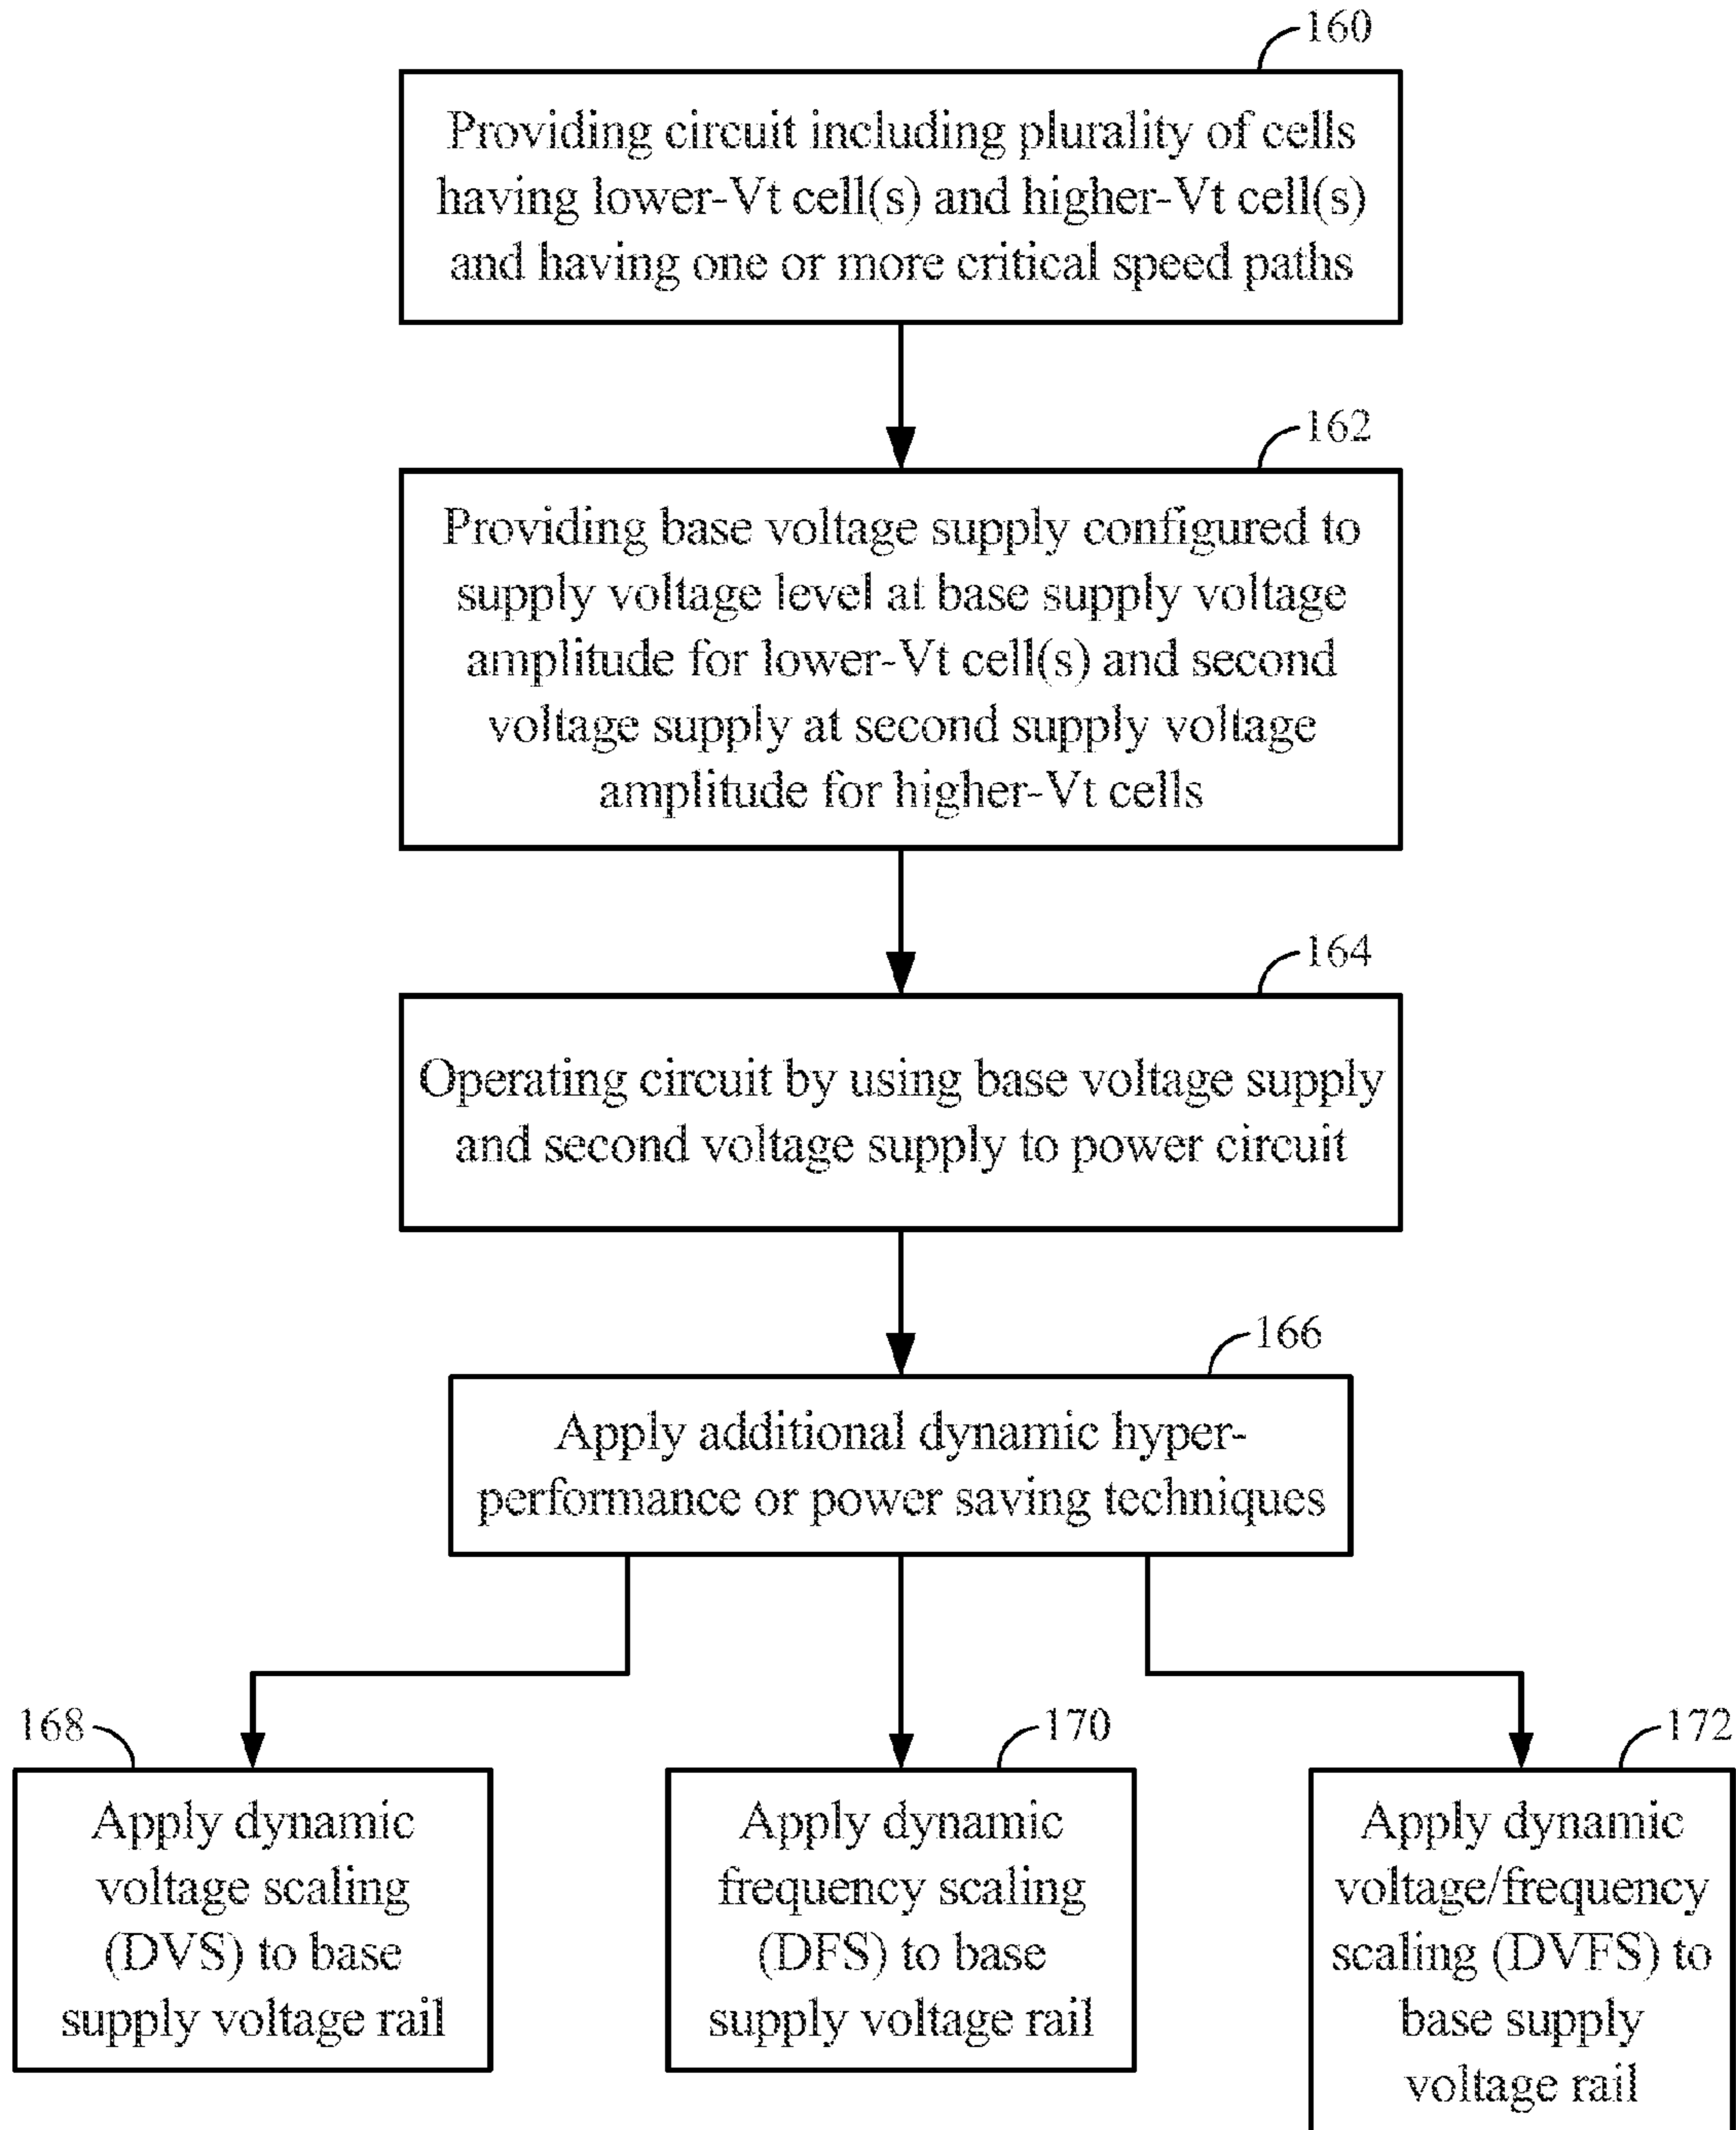 160
Providing circuit including plurality of cells
having lower-Vt cell(s) and higher-Vt cell(s)
and having one or more critical speed paths
162
Providing base voltage supply configured to
supply voltage level at base supply voltage
amplitude for lower-Vt cell(s) and second
voltage supply at second supply voltage
amplitude for higher-Vt cells
164
Operating circuit by using base voltage supply
and second voltage supply to power circuit
166
Apply additional dynamic hyper-
performance or power saving techniques
168
Apply dynamic
voltage scaling
(DVS) to base
supply voltage rail
170
Apply dynamic
frequency scaling
(DFS) to base
supply voltage rail
172
Apply dynamic
voltage/frequency
scaling (DVFS) to
base supply
voltage rail